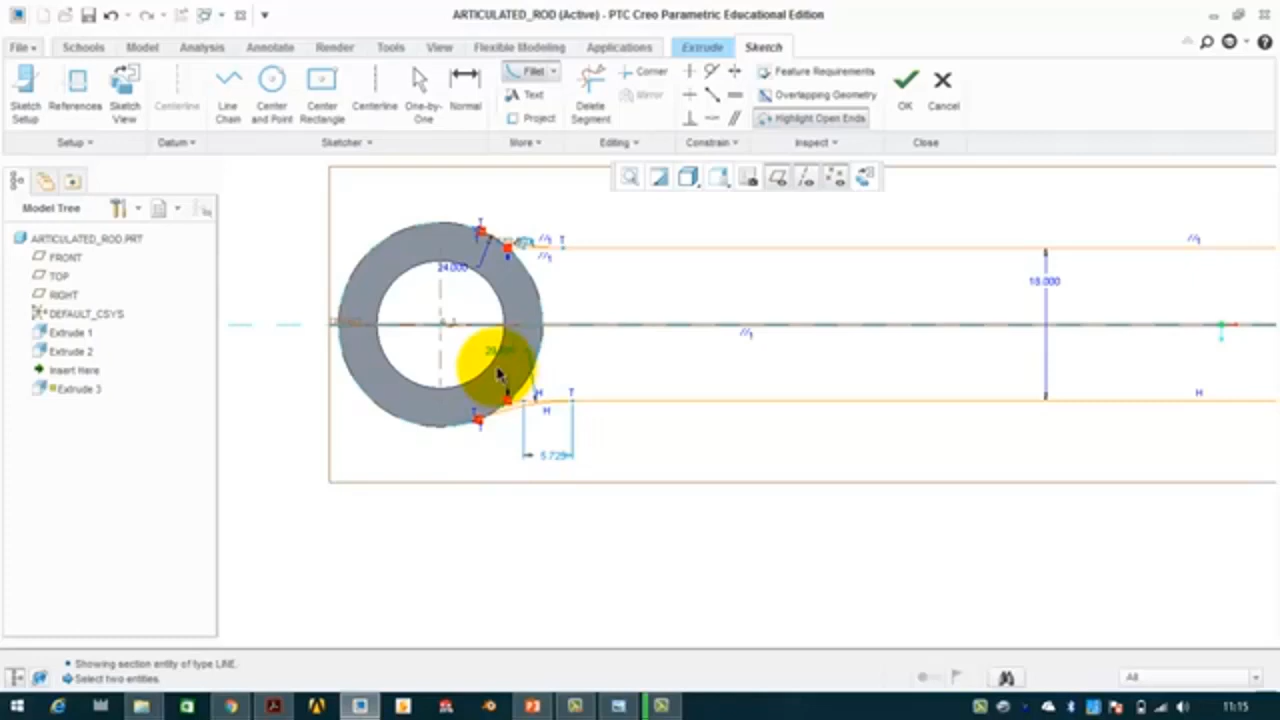 ARTICULATED_ROD (Active) - PTC Creo Parametric Educational Edition
File Schools Model Analysis Annotate Render Tools View Flexible Modeling Applications Extrude Sketch
Fillet Corner Feature Requirements
Text Mirror Overlapping Geometry
Project Highlight Open Ends
Sketch Setup References Sketch View Centerline Line Chain Center and Point Center Rectangle Centerline One-by-One Normal Delete Segment OK Cancel
Setup Datum Sketcher More Editing Constrain Inspect Close
Model Tree
ARTICULATED_ROD.PRT
FRONT
TOP
RIGHT
DEFAULT_CSYS
Extrude 1
Extrude 2
Insert Here
Extrude 3
T
T
24.000
18.000
H
T
H
H
T
Showing section entity of type LINE.
Select two entities.
All
11:15